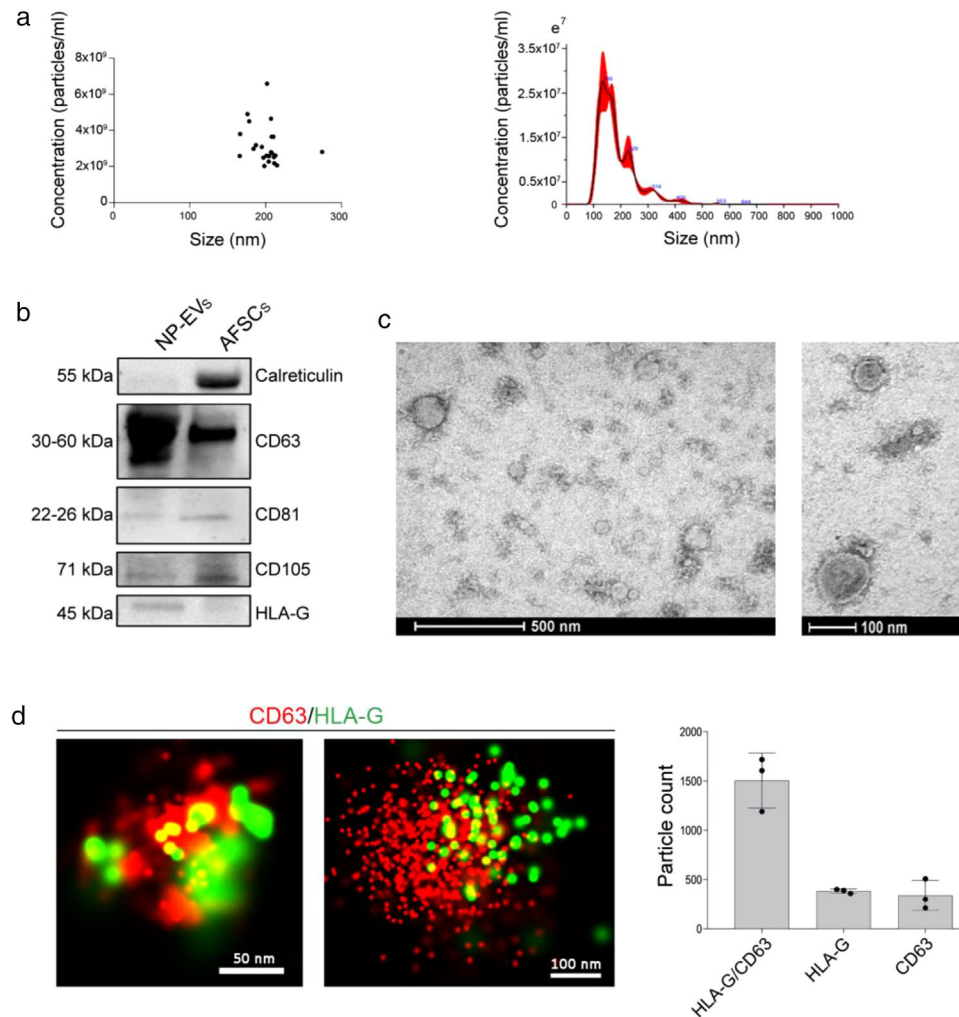 a
Concentration (particles/ml)
8x10⁹
6x10⁹
4x10⁹
2x10⁹
0
0 100 200 300
Size (nm)
Concentration (particles/ml)
e⁷
3.5x10⁷
2.5x10⁷
1.5x10⁷
0.5x10⁷
0
0 100 200 300 400 500 600 700 800 900 1000
Size (nm)
b
NP-EVs AFSCs
55 kDa Calreticulin
30-60 kDa CD63
22-26 kDa CD81
71 kDa CD105
45 kDa HLA-G
c
500 nm
100 nm
d
CD63/HLA-G
50 nm
100 nm
Particle count
2000
1500
1000
500
0
HLA-G/CD63 HLA-G CD63